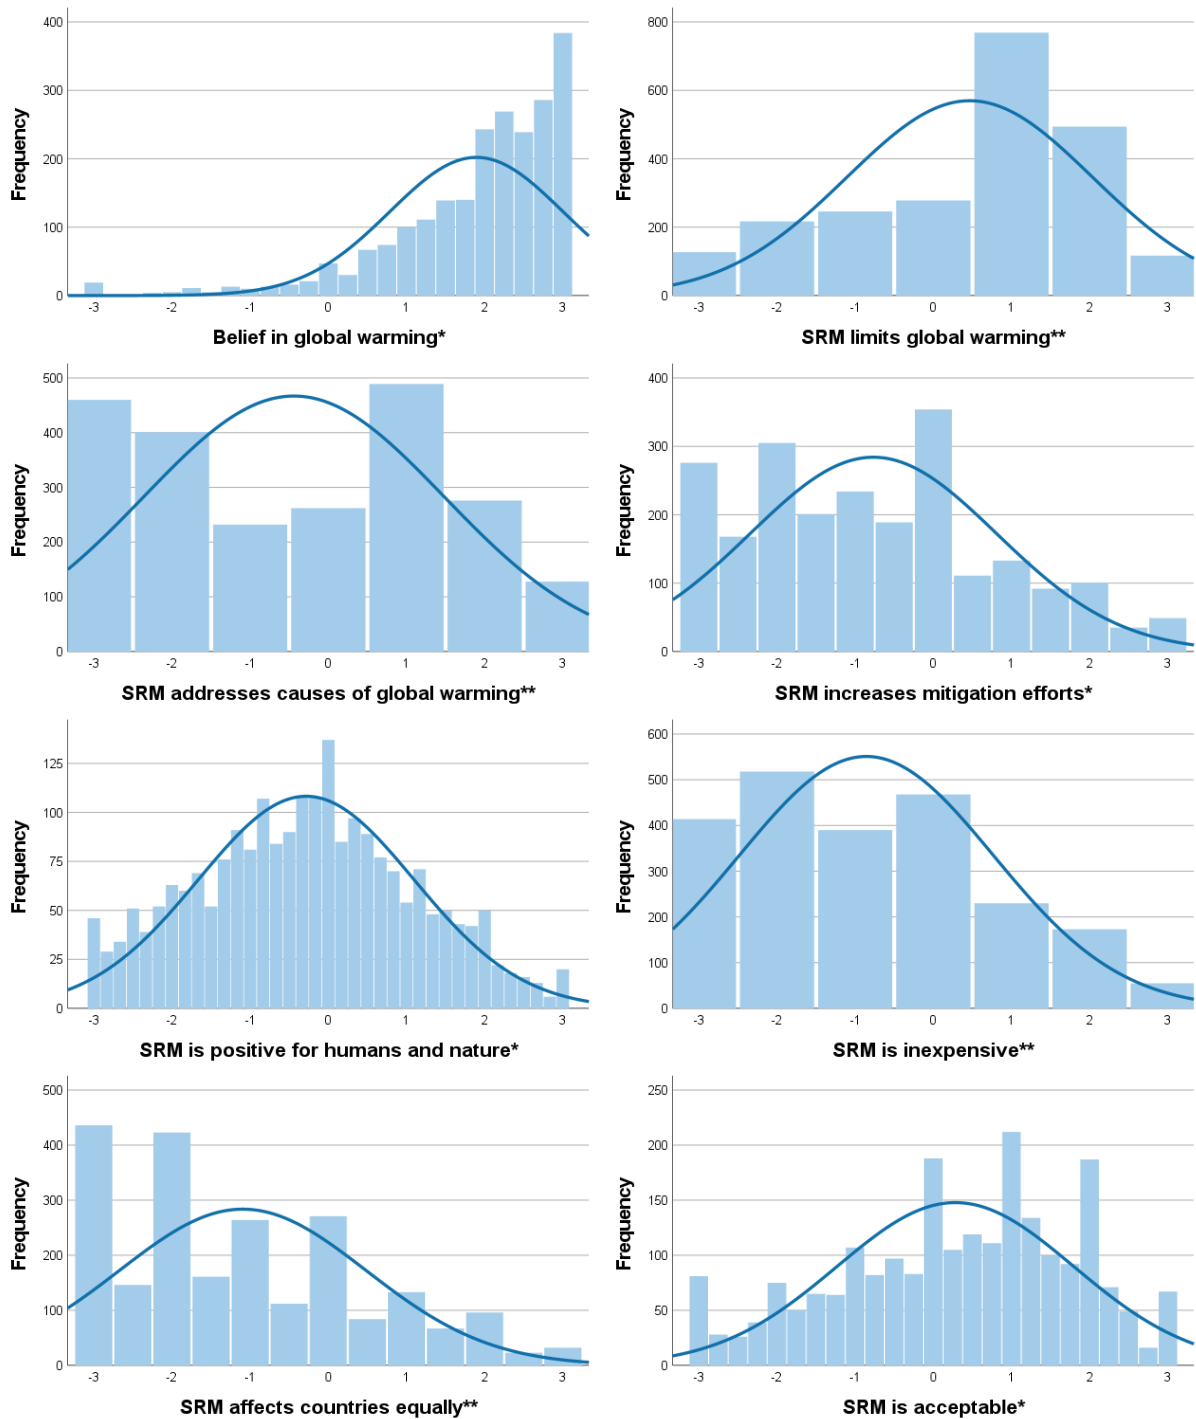 400
300
200
100
0
Frequency
-3 -2 -1 0 1 2 3
Belief in global warming*
800
600
400
200
0
Frequency
-3 -2 -1 0 1 2 3
SRM limits global warming**
500
400
300
200
100
0
Frequency
-3 -2 -1 0 1 2 3
SRM addresses causes of global warming**
400
300
200
100
0
Frequency
-3 -2 -1 0 1 2 3
SRM increases mitigation efforts*
125
100
75
50
25
0
Frequency
-3 -2 -1 0 1 2 3
SRM is positive for humans and nature*
600
500
400
300
200
100
0
Frequency
-3 -2 -1 0 1 2 3
SRM is inexpensive**
500
400
300
200
100
0
Frequency
-3 -2 -1 0 1 2 3
SRM affects countries equally**
250
200
150
100
50
0
Frequency
-3 -2 -1 0 1 2 3
SRM is acceptable*